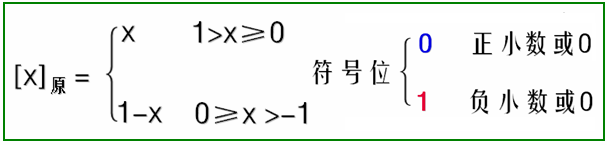 x 1>x≥0
[x]原 = 符号位 0 正小数或0
1 负小数或0
1-x 0≥x>-1